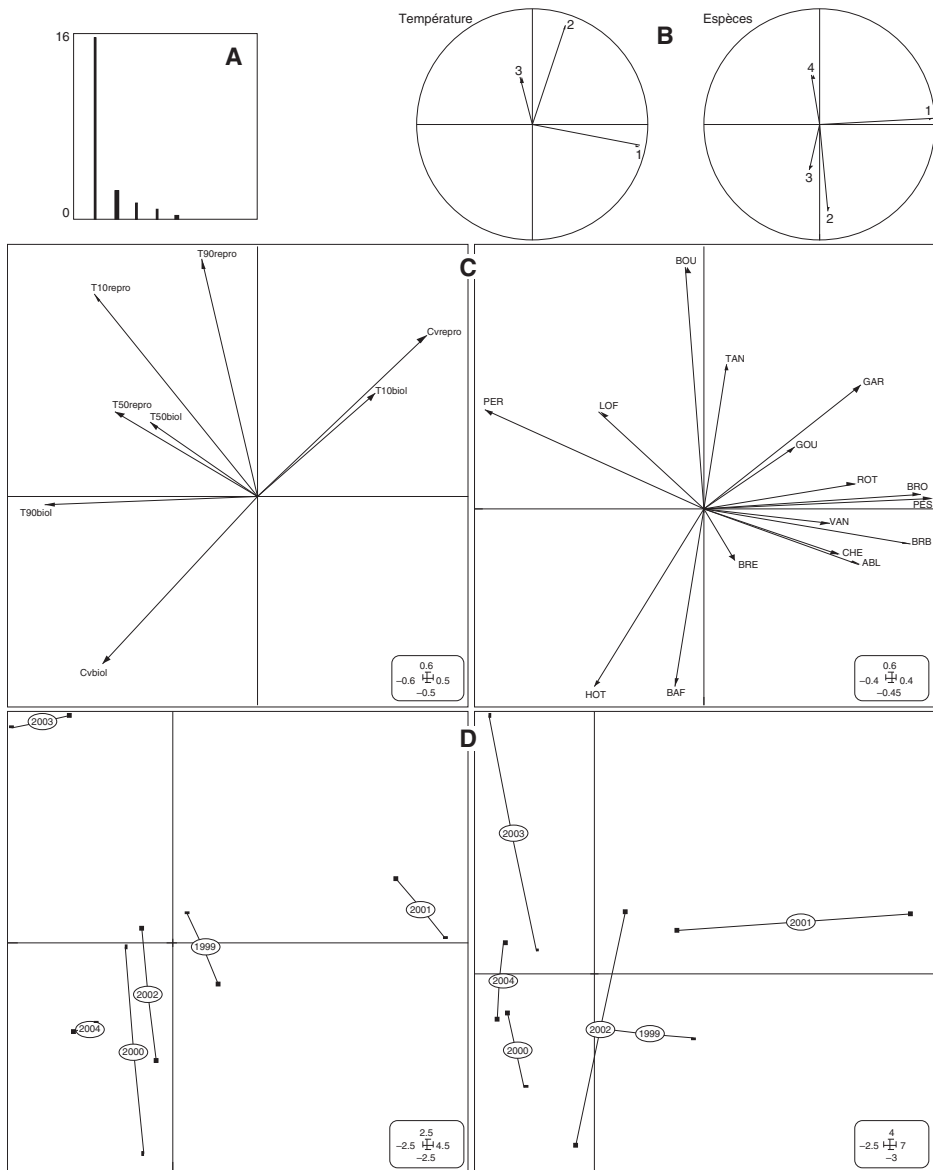 16
0
A
Température
2
3
1
B
Espèces
4
1
3
2
C
T90repro
T10repro
Cvrepro
T10biol
T50repro
T50biol
T90biol
Cvbiol
0.6
−0.6 0.5
−0.5
BOU
TAN
GAR
PER
LOF
GOU
ROT
BRO
PES
VAN
BRB
CHE
ABL
BRE
HOT
BAF
0.6
−0.4 0.4
−0.45
D
2003
2001
1999
2002
2004
2000
2.5
−2.5 4.5
−2.5
2003
2001
2004
2002
1999
2000
4
−2.5 7
−3